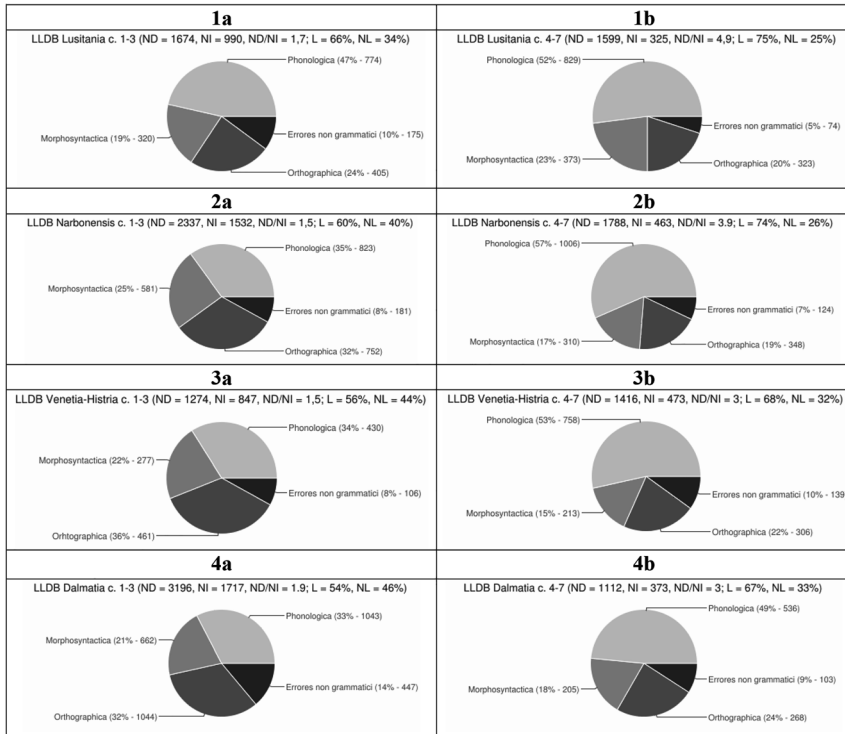 1a
1b
LLDB Lusitania c. 1-3 (ND = 1674, NI = 990, ND/NI = 1,7; L = 66%, NL = 34%)
Phonologica (47% - 774)
Morphosyntactica (19% - 320)
Errores non grammatici (10% - 175)
Orthographica (24% - 405)
LLDB Lusitania c. 4-7 (ND = 1599, NI = 325, ND/NI = 4,9; L = 75%, NL = 25%)
Phonologica (52% - 829)
Errores non grammatici (5% - 74)
Morphosyntactica (23% - 373)
Orthographica (20% - 323)
2a
2b
LLDB Narbonensis c. 1-3 (ND = 2337, NI = 1532, ND/NI = 1,5; L = 60%, NL = 40%)
Phonologica (35% - 823)
Morphosyntactica (25% - 581)
Errores non grammatici (8% - 181)
Orthographica (32% - 752)
LLDB Narbonensis c. 4-7 (ND = 1788, NI = 463, ND/NI = 3.9; L = 74%, NL = 26%)
Phonologica (57% - 1006)
Errores non grammatici (7% - 124)
Morphosyntactica (17% - 310)
Orthographica (19% - 348)
3a
3b
LLDB Venetia-Histria c. 1-3 (ND = 1274, NI = 847, ND/NI = 1,5; L = 56%, NL = 44%)
Phonologica (34% - 430)
Morphosyntactica (22% - 277)
Errores non grammatici (8% - 106)
Orhtographica (36% - 461)
LLDB Venetia-Histria c. 4-7 (ND = 1416, NI = 473, ND/NI = 3; L = 68%, NL = 32%)
Phonologica (53% - 758)
Errores non grammatici (10% - 139
Morphosyntactica (15% - 213)
Orthographica (22% - 306)
4a
4b
LLDB Dalmatia c. 1-3 (ND = 3196, NI = 1717, ND/NI = 1.9; L = 54%, NL = 46%)
Phonologica (33% - 1043)
Morphosyntactica (21% - 662)
Errores non grammatici (14% - 447)
Orthographica (32% - 1044)
LLDB Dalmatia c. 4-7 (ND = 1112, NI = 373, ND/NI = 3; L = 67%, NL = 33%)
Phonologica (49% - 536)
Errores non grammatici (9% - 103)
Morphosyntactica (18% - 205)
Orthographica (24% - 268)